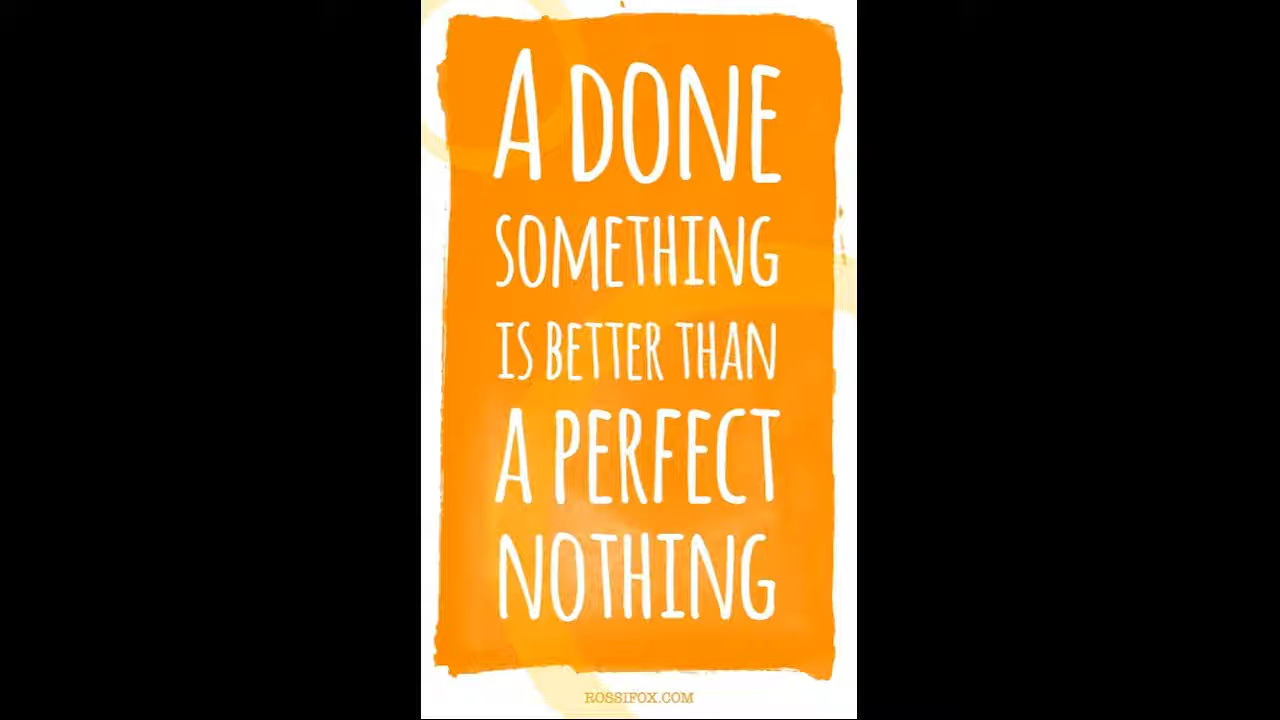 A DONE
SOMETHING
IS BETTER THAN
A PERFECT
NOTHING
ROSSIFOX.COM